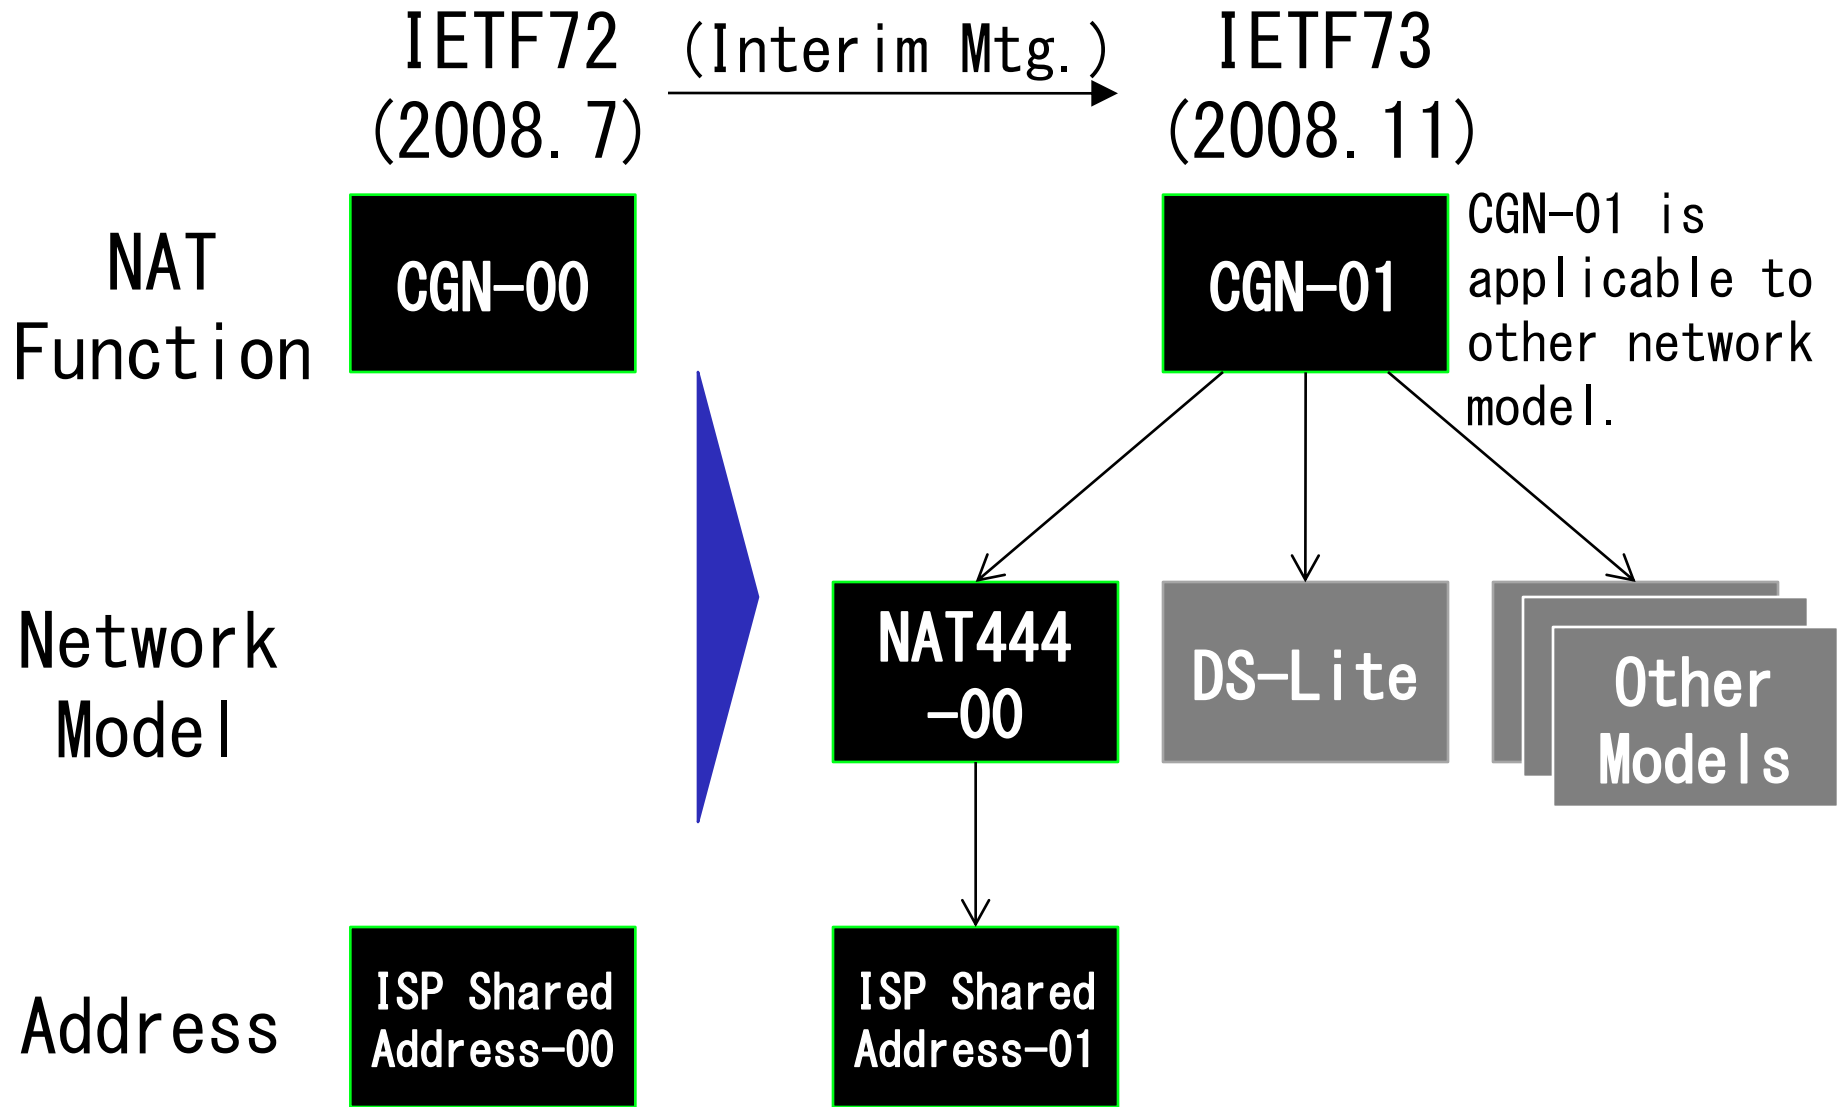 IETF72
(2008.7)
(Interim Mtg.)
IETF73
(2008.11)
NAT
Function
CGN-00
CGN-01
CGN-01 is
applicable to
other network
model.
Network
Model
NAT444
-00
DS-Lite
Other
Models
Address
ISP Shared
Address-00
ISP Shared
Address-01